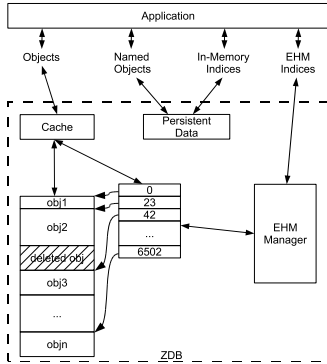 Application
Objects
Named
Objects
In-Memory
Indices
EHM
Indices
Cache
Persistent
Data
obj1
obj2
deleted obj
obj3
...
objn
0
23
42
...
6502
EHM
Manager
ZDB